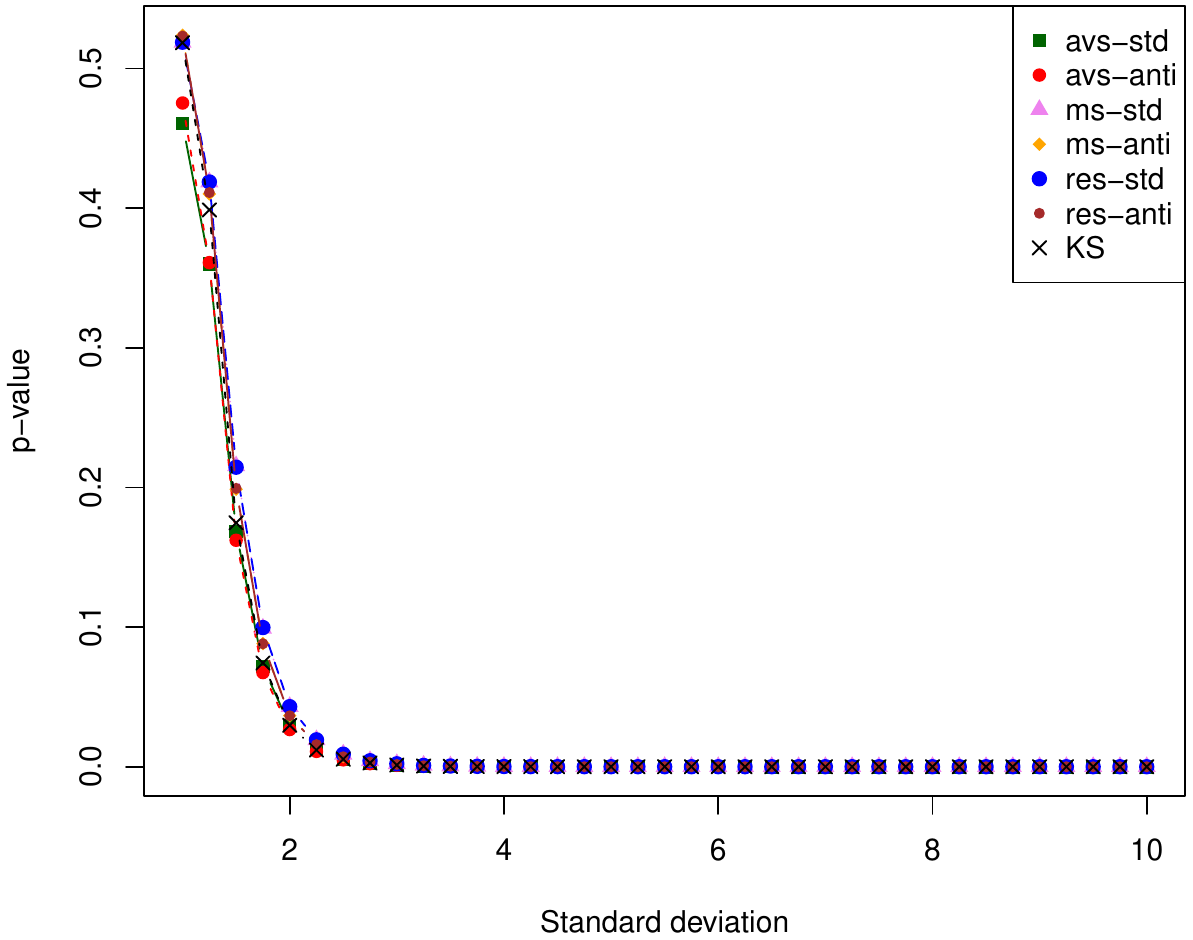 avs−std
avs−anti
ms−std
ms−anti
res−std
res−anti
KS
0.5
0.4
0.3
0.2
0.1
0.0
p−value
2 4 6 8 10
Standard deviation